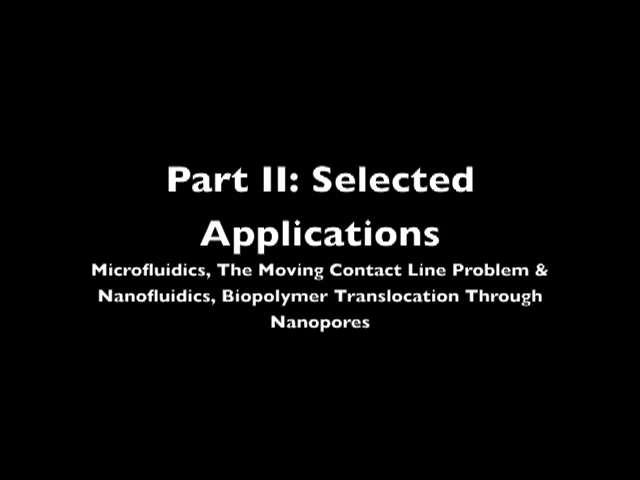 Part II: Selected
Applications
Microfluidics, The Moving Contact Line Problem &
Nanofluidics, Biopolymer Translocation Through
Nanopores